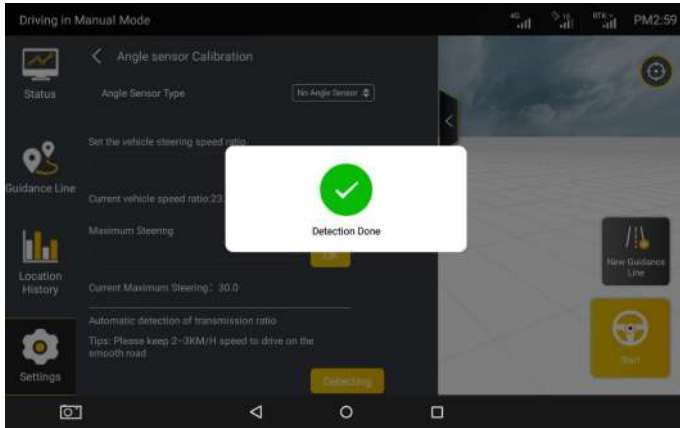 Driving in Manual Mode
4G
18
RTK
PM2:59
Status
Angle sensor Calibration
Angle Sensor Type
No Angle Sensor
Set the vehicle steering speed ratio
Guidance Line
Current vehicle speed ratio:23.
Detection Done
Maximum Steering
OK
Location
History
Current Maximum Steering: 30.0
New Guidance
Line
Automatic detection of transmission ratio
Tips: Please keep 2-3KM/H speed to drive on the
smooth road
Settings
Detecting
Start